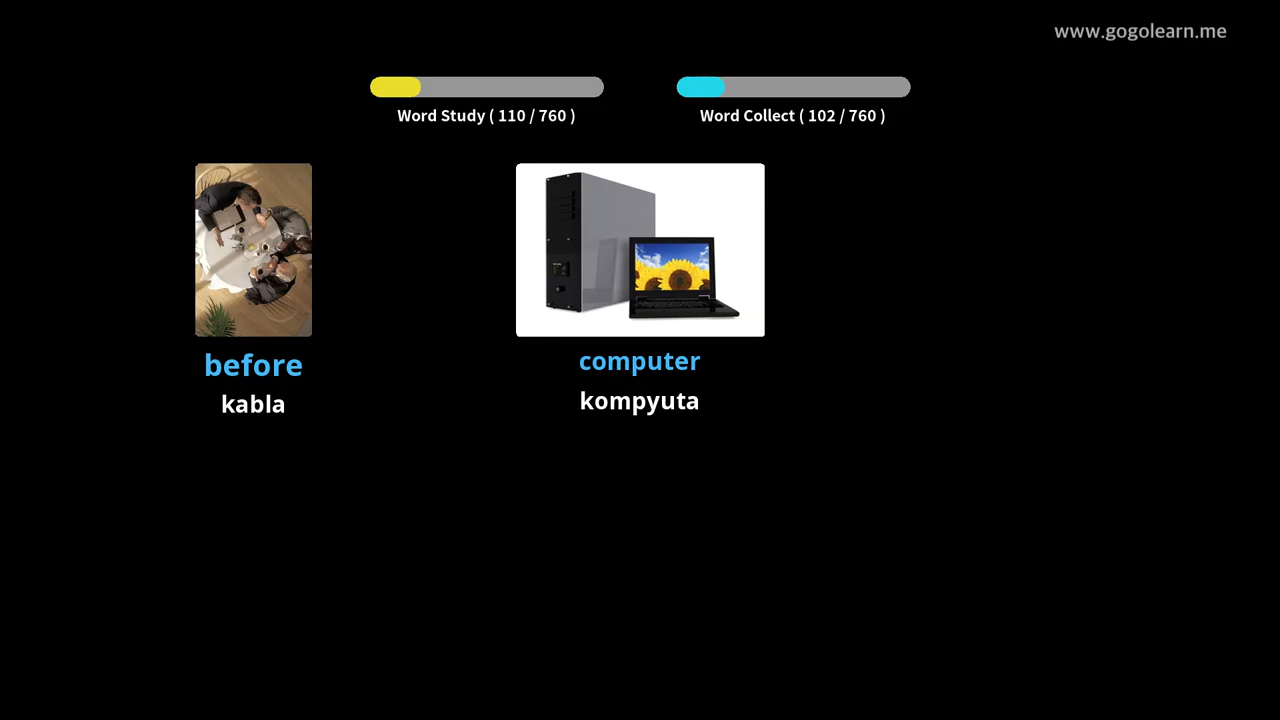 www.gogolearn.me
Word Study ( 110 / 760 )
Word Collect ( 102 / 760 )
before
kabla
computer
kompyuta